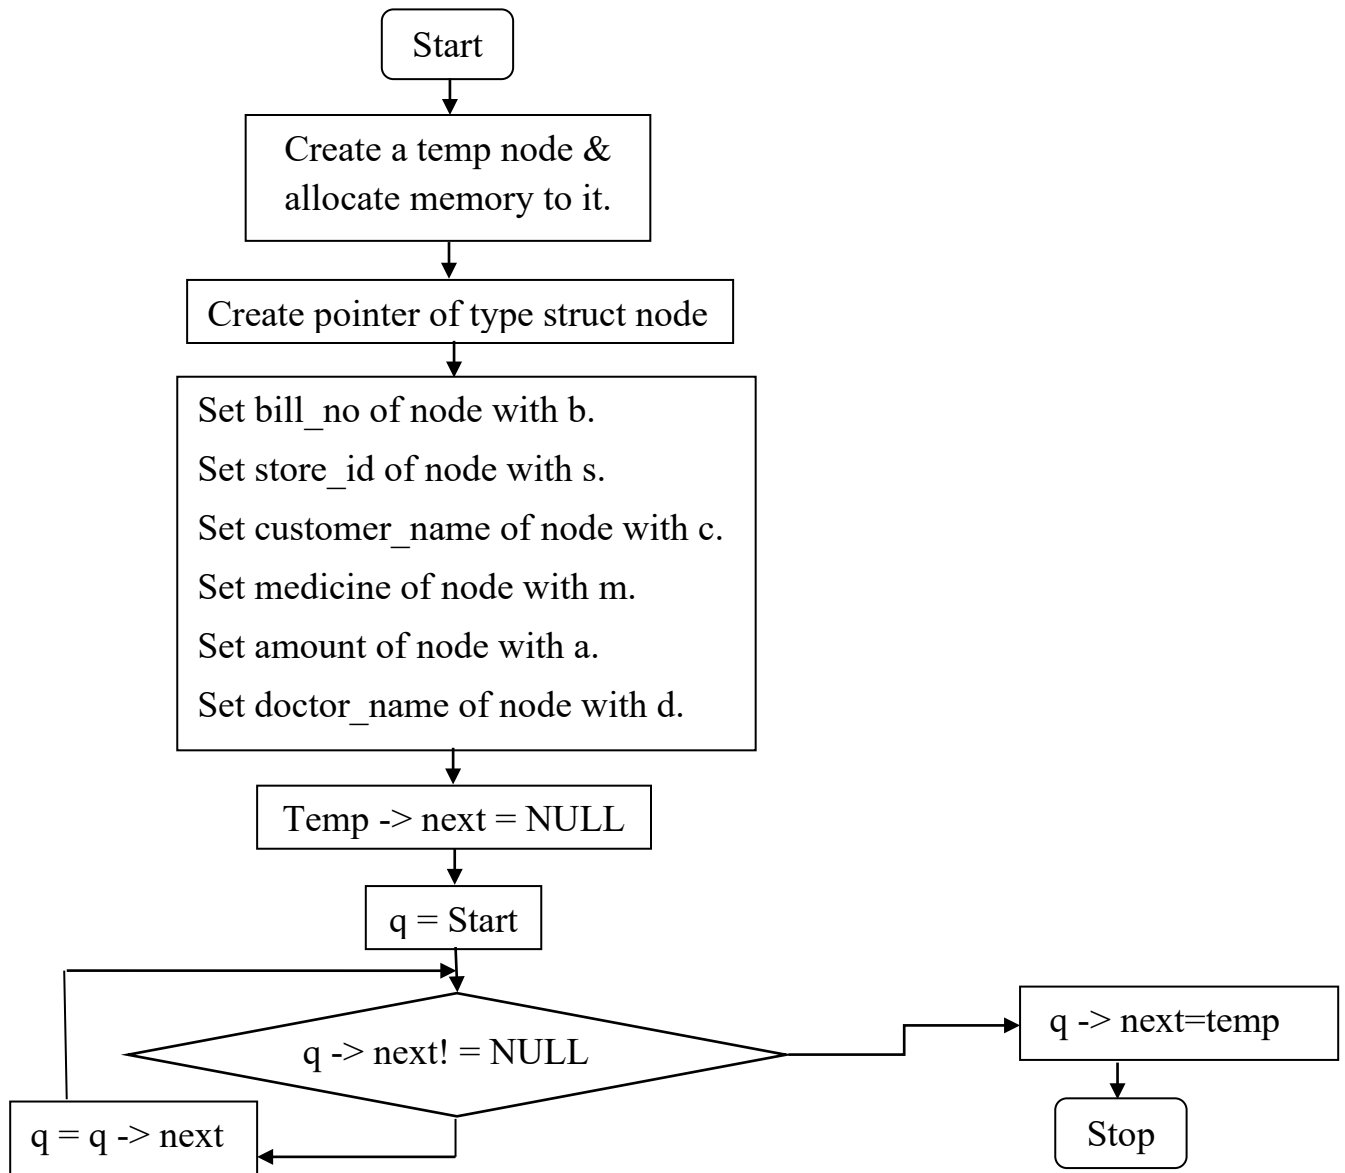 Start
Create a temp node &
allocate memory to it.
Create pointer of type struct node
Set bill_no of node with b.
Set store_id of node with s.
Set customer_name of node with c.
Set medicine of node with m.
Set amount of node with a.
Set doctor_name of node with d.
Temp -> next = NULL
q = Start
q -> next! = NULL
q -> next=temp
q = q -> next
Stop